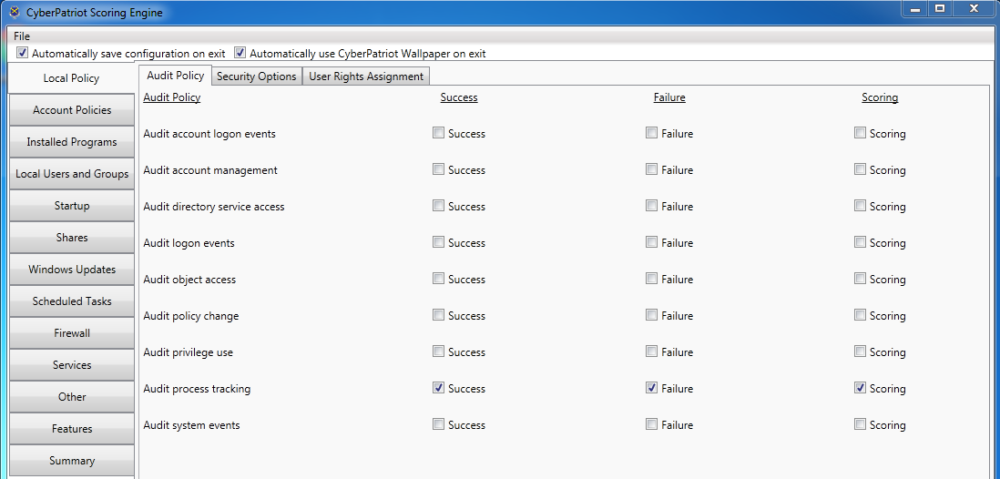 CyberPatriot Scoring Engine
File
Automatically save configuration on exit Automatically use CyberPatriot Wallpaper on exit
Local Policy
Account Policies
Installed Programs
Local Users and Groups
Startup
Shares
Windows Updates
Scheduled Tasks
Firewall
Services
Other
Features
Summary
Audit Policy Security Options User Rights Assignment
Audit Policy Success Failure Scoring
Audit account logon events Success Failure Scoring
Audit account management Success Failure Scoring
Audit directory service access Success Failure Scoring
Audit logon events Success Failure Scoring
Audit object access Success Failure Scoring
Audit policy change Success Failure Scoring
Audit privilege use Success Failure Scoring
Audit process tracking Success Failure Scoring
Audit system events Success Failure Scoring